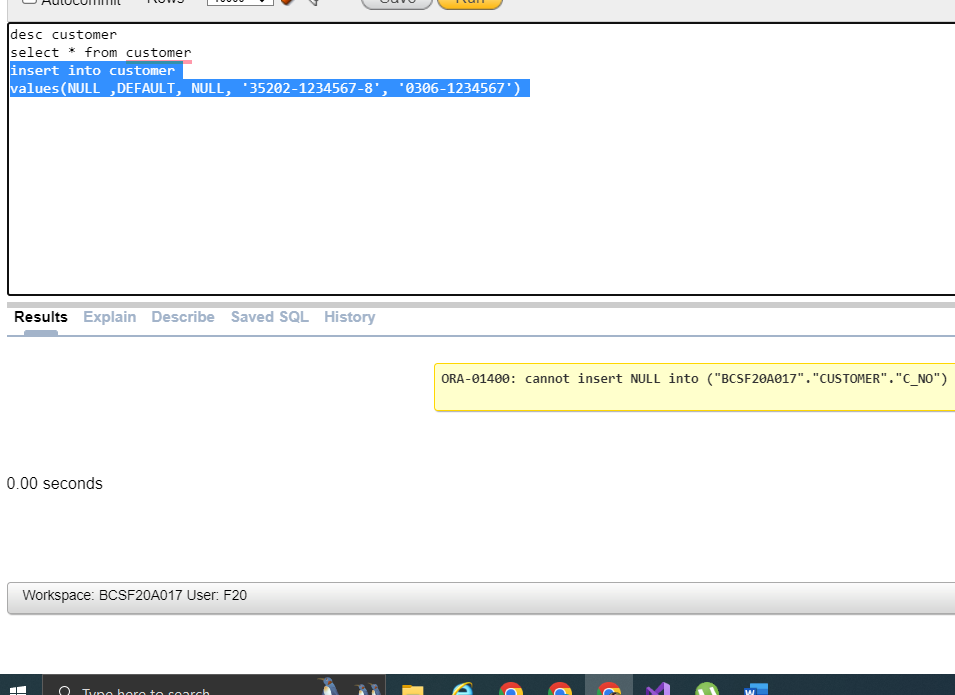 Autocommit Rows 10000 Save Run
desc customer
select * from customer
insert into customer
values(NULL ,DEFAULT, NULL, '35202-1234567-8', '0306-1234567')
Results Explain Describe Saved SQL History
ORA-01400: cannot insert NULL into ("BCSF20A017"."CUSTOMER"."C_NO")
0.00 seconds
Workspace: BCSF20A017 User: F20
Type here to search